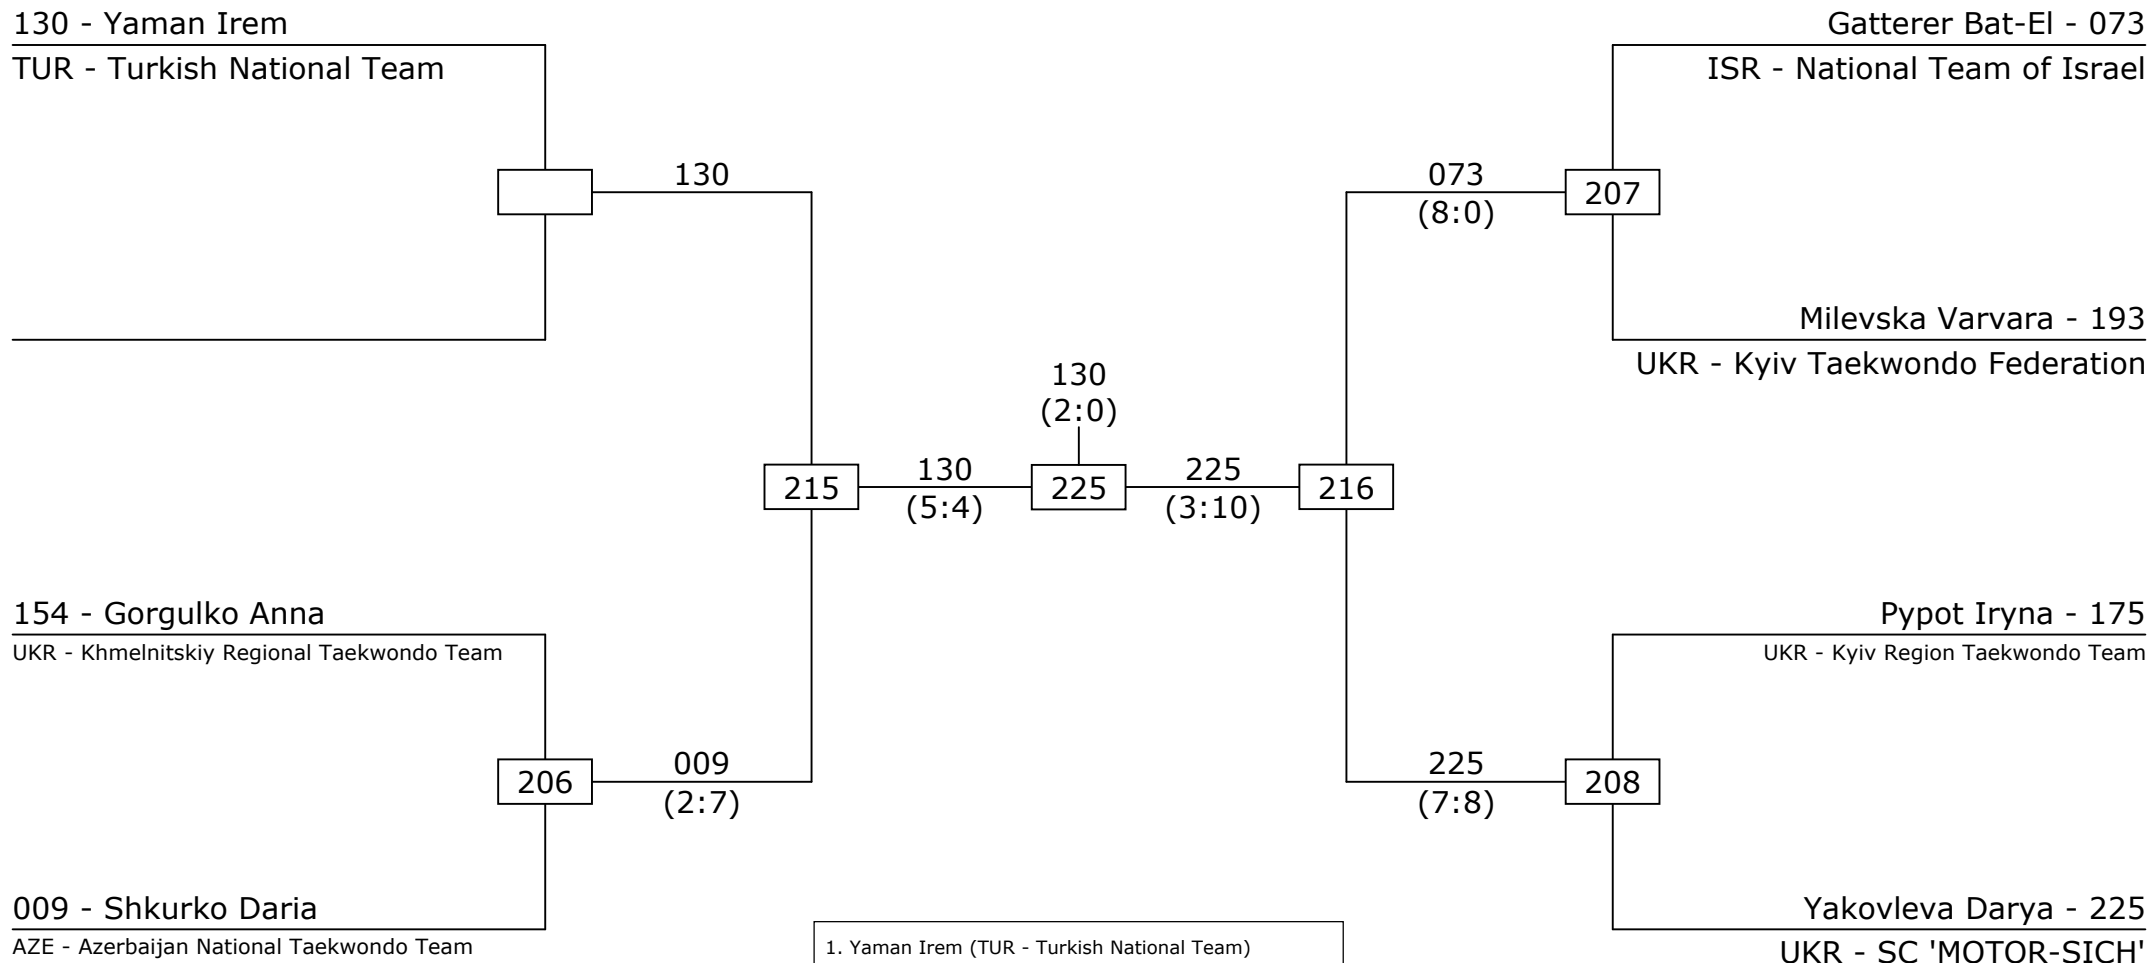 130 - Yaman Irem
TUR - Turkish National Team
Gatterer Bat-El - 073
ISR - National Team of Israel
130
073
(8:0)
207
Milevska Varvara - 193
UKR - Kyiv Taekwondo Federation
130
(2:0)
215
130
(5:4)
225
225
(3:10)
216
154 - Gorgulko Anna
UKR - Khmelnitskiy Regional Taekwondo Team
Pypot Iryna - 175
UKR - Kyiv Region Taekwondo Team
206
009
(2:7)
225
(7:8)
208
009 - Shkurko Daria
AZE - Azerbaijan National Taekwondo Team
1. Yaman Irem (TUR - Turkish National Team)
Yakovleva Darya - 225
UKR - SC 'MOTOR-SICH'